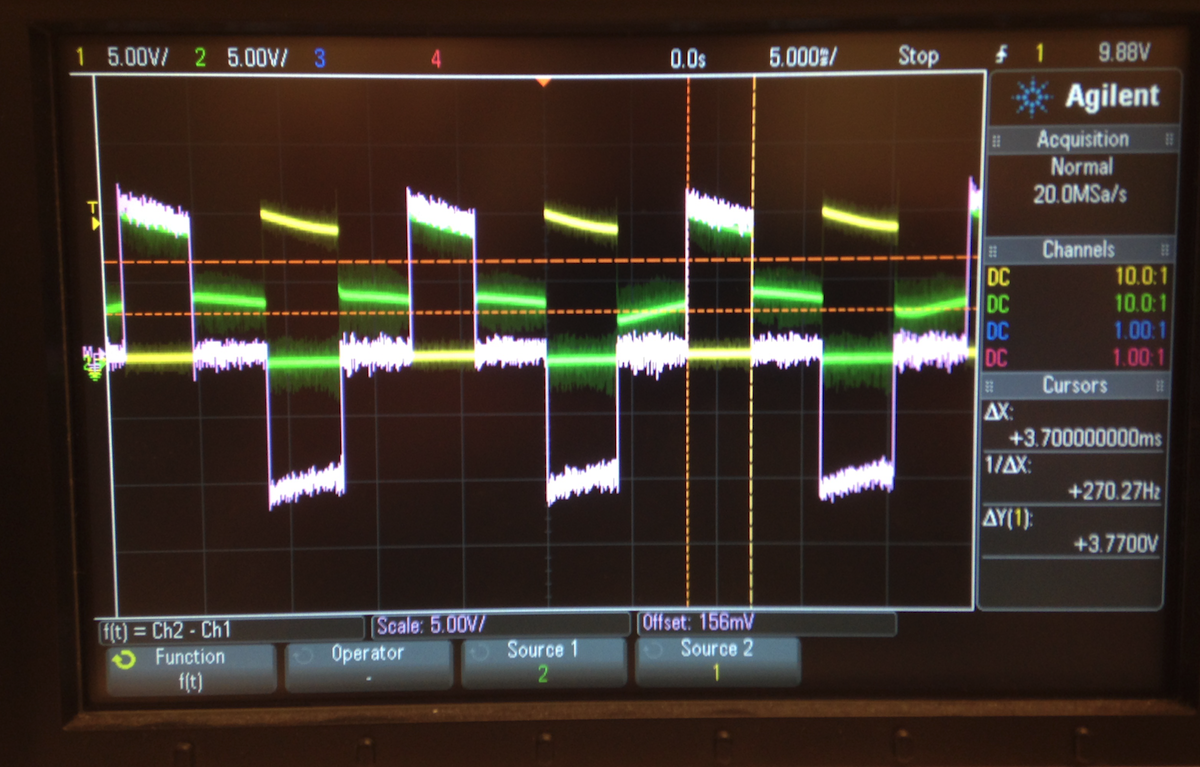 1 5.00V/ 2 5.00V/ 3 4 0.0s 5.000ms/ Stop 1 9.88V
Agilent
Acquisition
Normal
20.0MSa/s
Channels
DC 10.0:1
DC 10.0:1
DC 1.00:1
DC 1.00:1
Cursors
ΔX:
+3.700000000ms
1/ΔX:
+270.27Hz
ΔY(1):
+3.7700V
T
f(t) = Ch2 - Ch1 Scale: 5.00V/ Offset: 156mV
Function Operator Source 1 Source 2
f(t) - 2 1